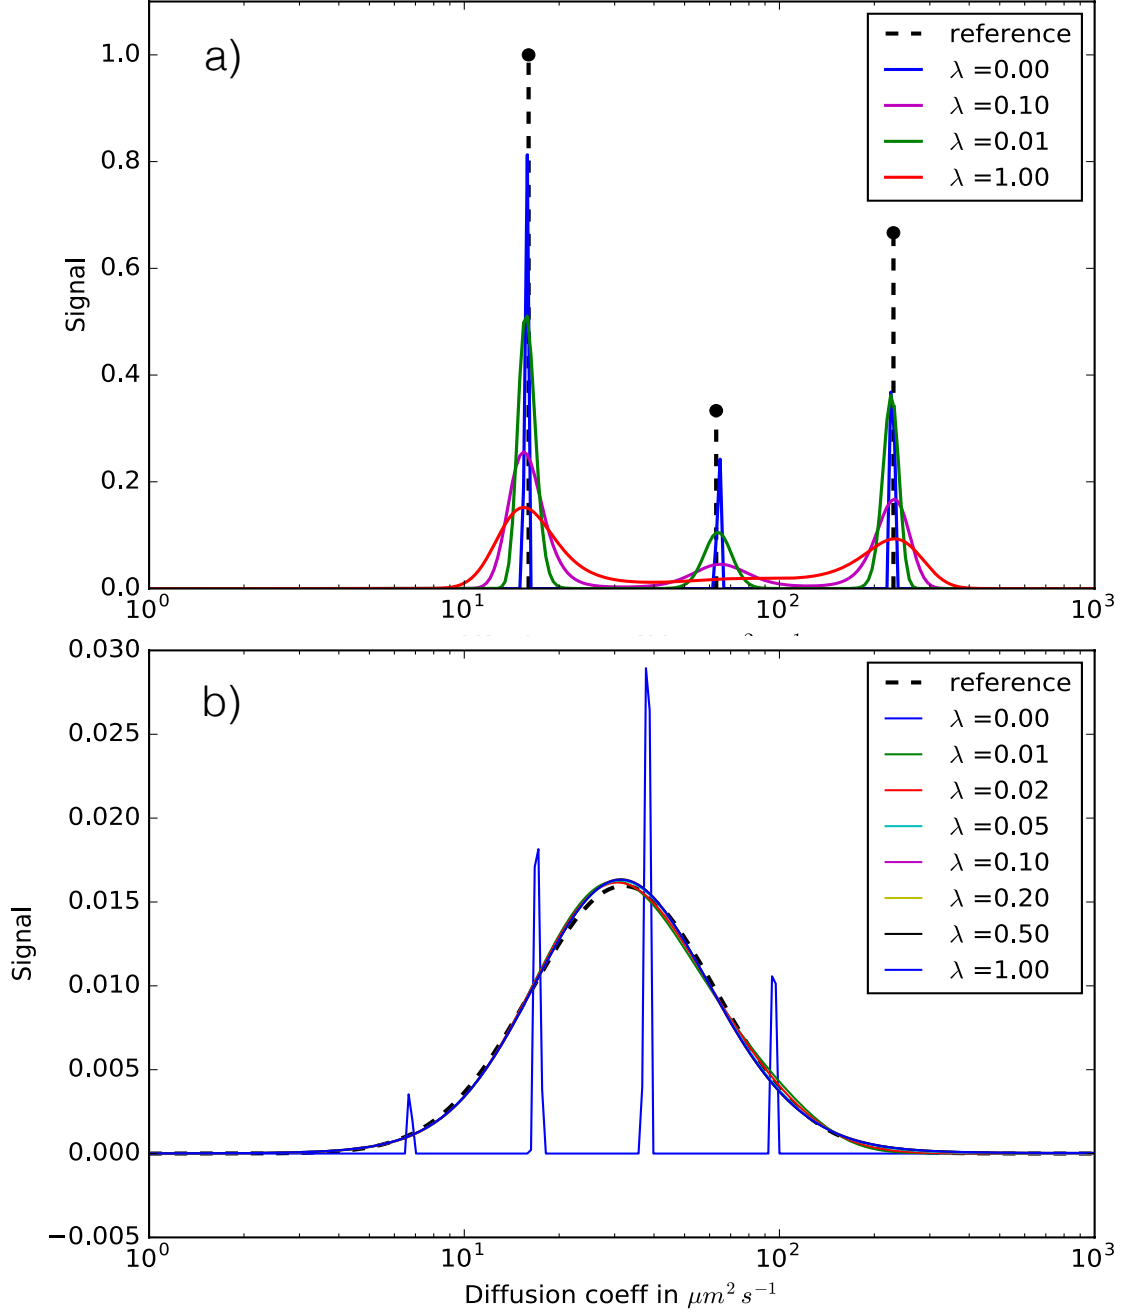 a)
1.0
0.8
0.6
0.4
0.2
0.0
Signal
reference
λ =0.00
λ =0.10
λ =0.01
λ =1.00
10⁰ 10¹ 10² 10³
b)
0.030
0.025
0.020
0.015
0.010
0.005
0.000
−0.005
Signal
reference
λ =0.00
λ =0.01
λ =0.02
λ =0.05
λ =0.10
λ =0.20
λ =0.50
λ =1.00
10⁰ 10¹ 10² 10³
Diffusion coeff in μm² s⁻¹